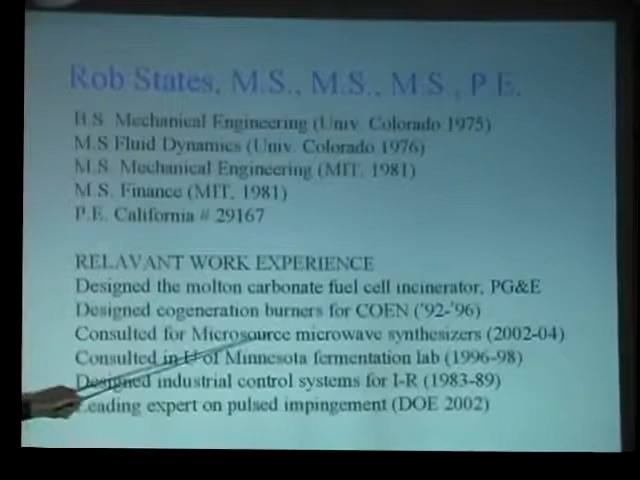 Rob States, M.S., M.S., M.S., P.E.
B.S. Mechanical Engineering (Univ. Colorado 1975)
M.S Fluid Dynamics (Univ. Colorado 1976)
M.S. Mechanical Engineering (MIT, 1981)
M.S. Finance (MIT, 1981)
P.E. California # 29167
RELAVANT WORK EXPERIENCE
Designed the molton carbonate fuel cell incinerator, PG&E
Designed cogeneration burners for COEN ('92-'96)
Consulted for Microsource microwave synthesizers (2002-04)
Consulted in U of Minnesota fermentation lab (1996-98)
Designed industrial control systems for I-R (1983-89)
Leading expert on pulsed impingement (DOE 2002)